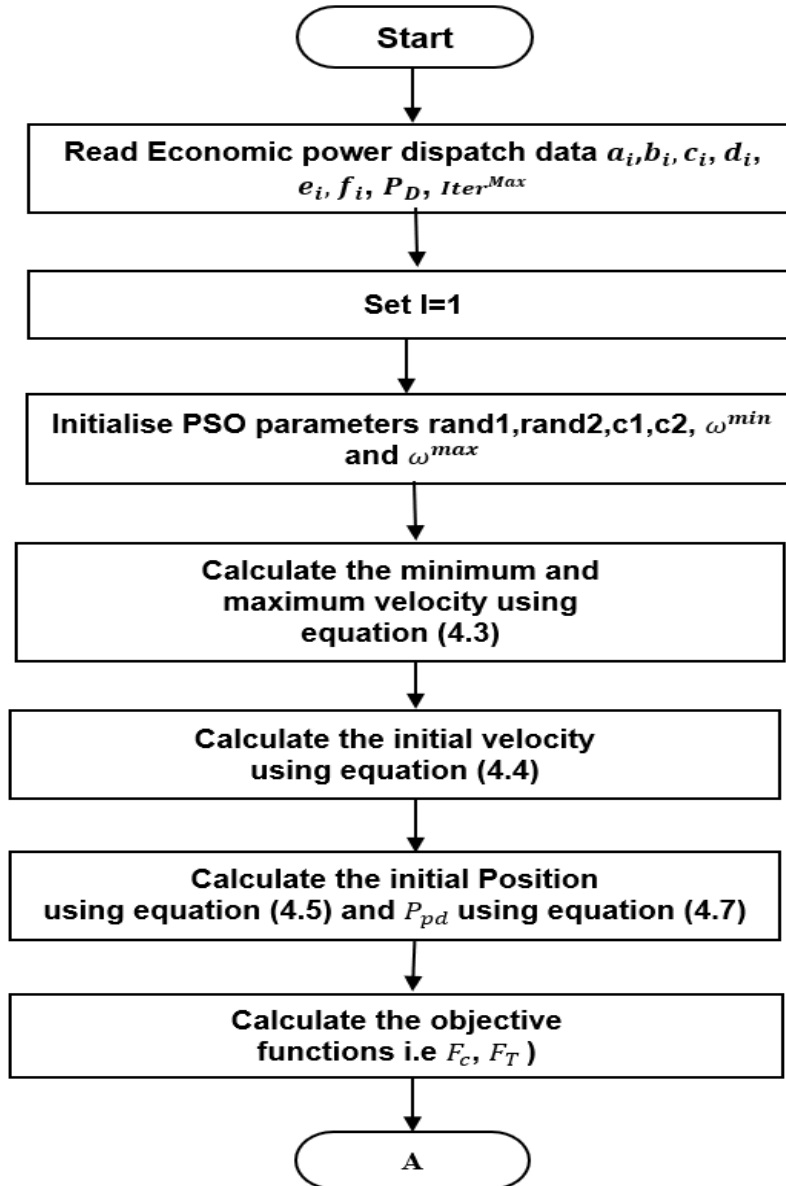 Start
Read Economic power dispatch data a_i,b_i, c_i, d_i,
e_i, f_i, P_D, Iter^Max
Set I=1
Initialise PSO parameters rand1,rand2,c1,c2, ω^min
and ω^max
Calculate the minimum and
maximum velocity using
equation (4.3)
Calculate the initial velocity
using equation (4.4)
Calculate the initial Position
using equation (4.5) and P_pd using equation (4.7)
Calculate the objective
functions i.e F_c, F_T )
A